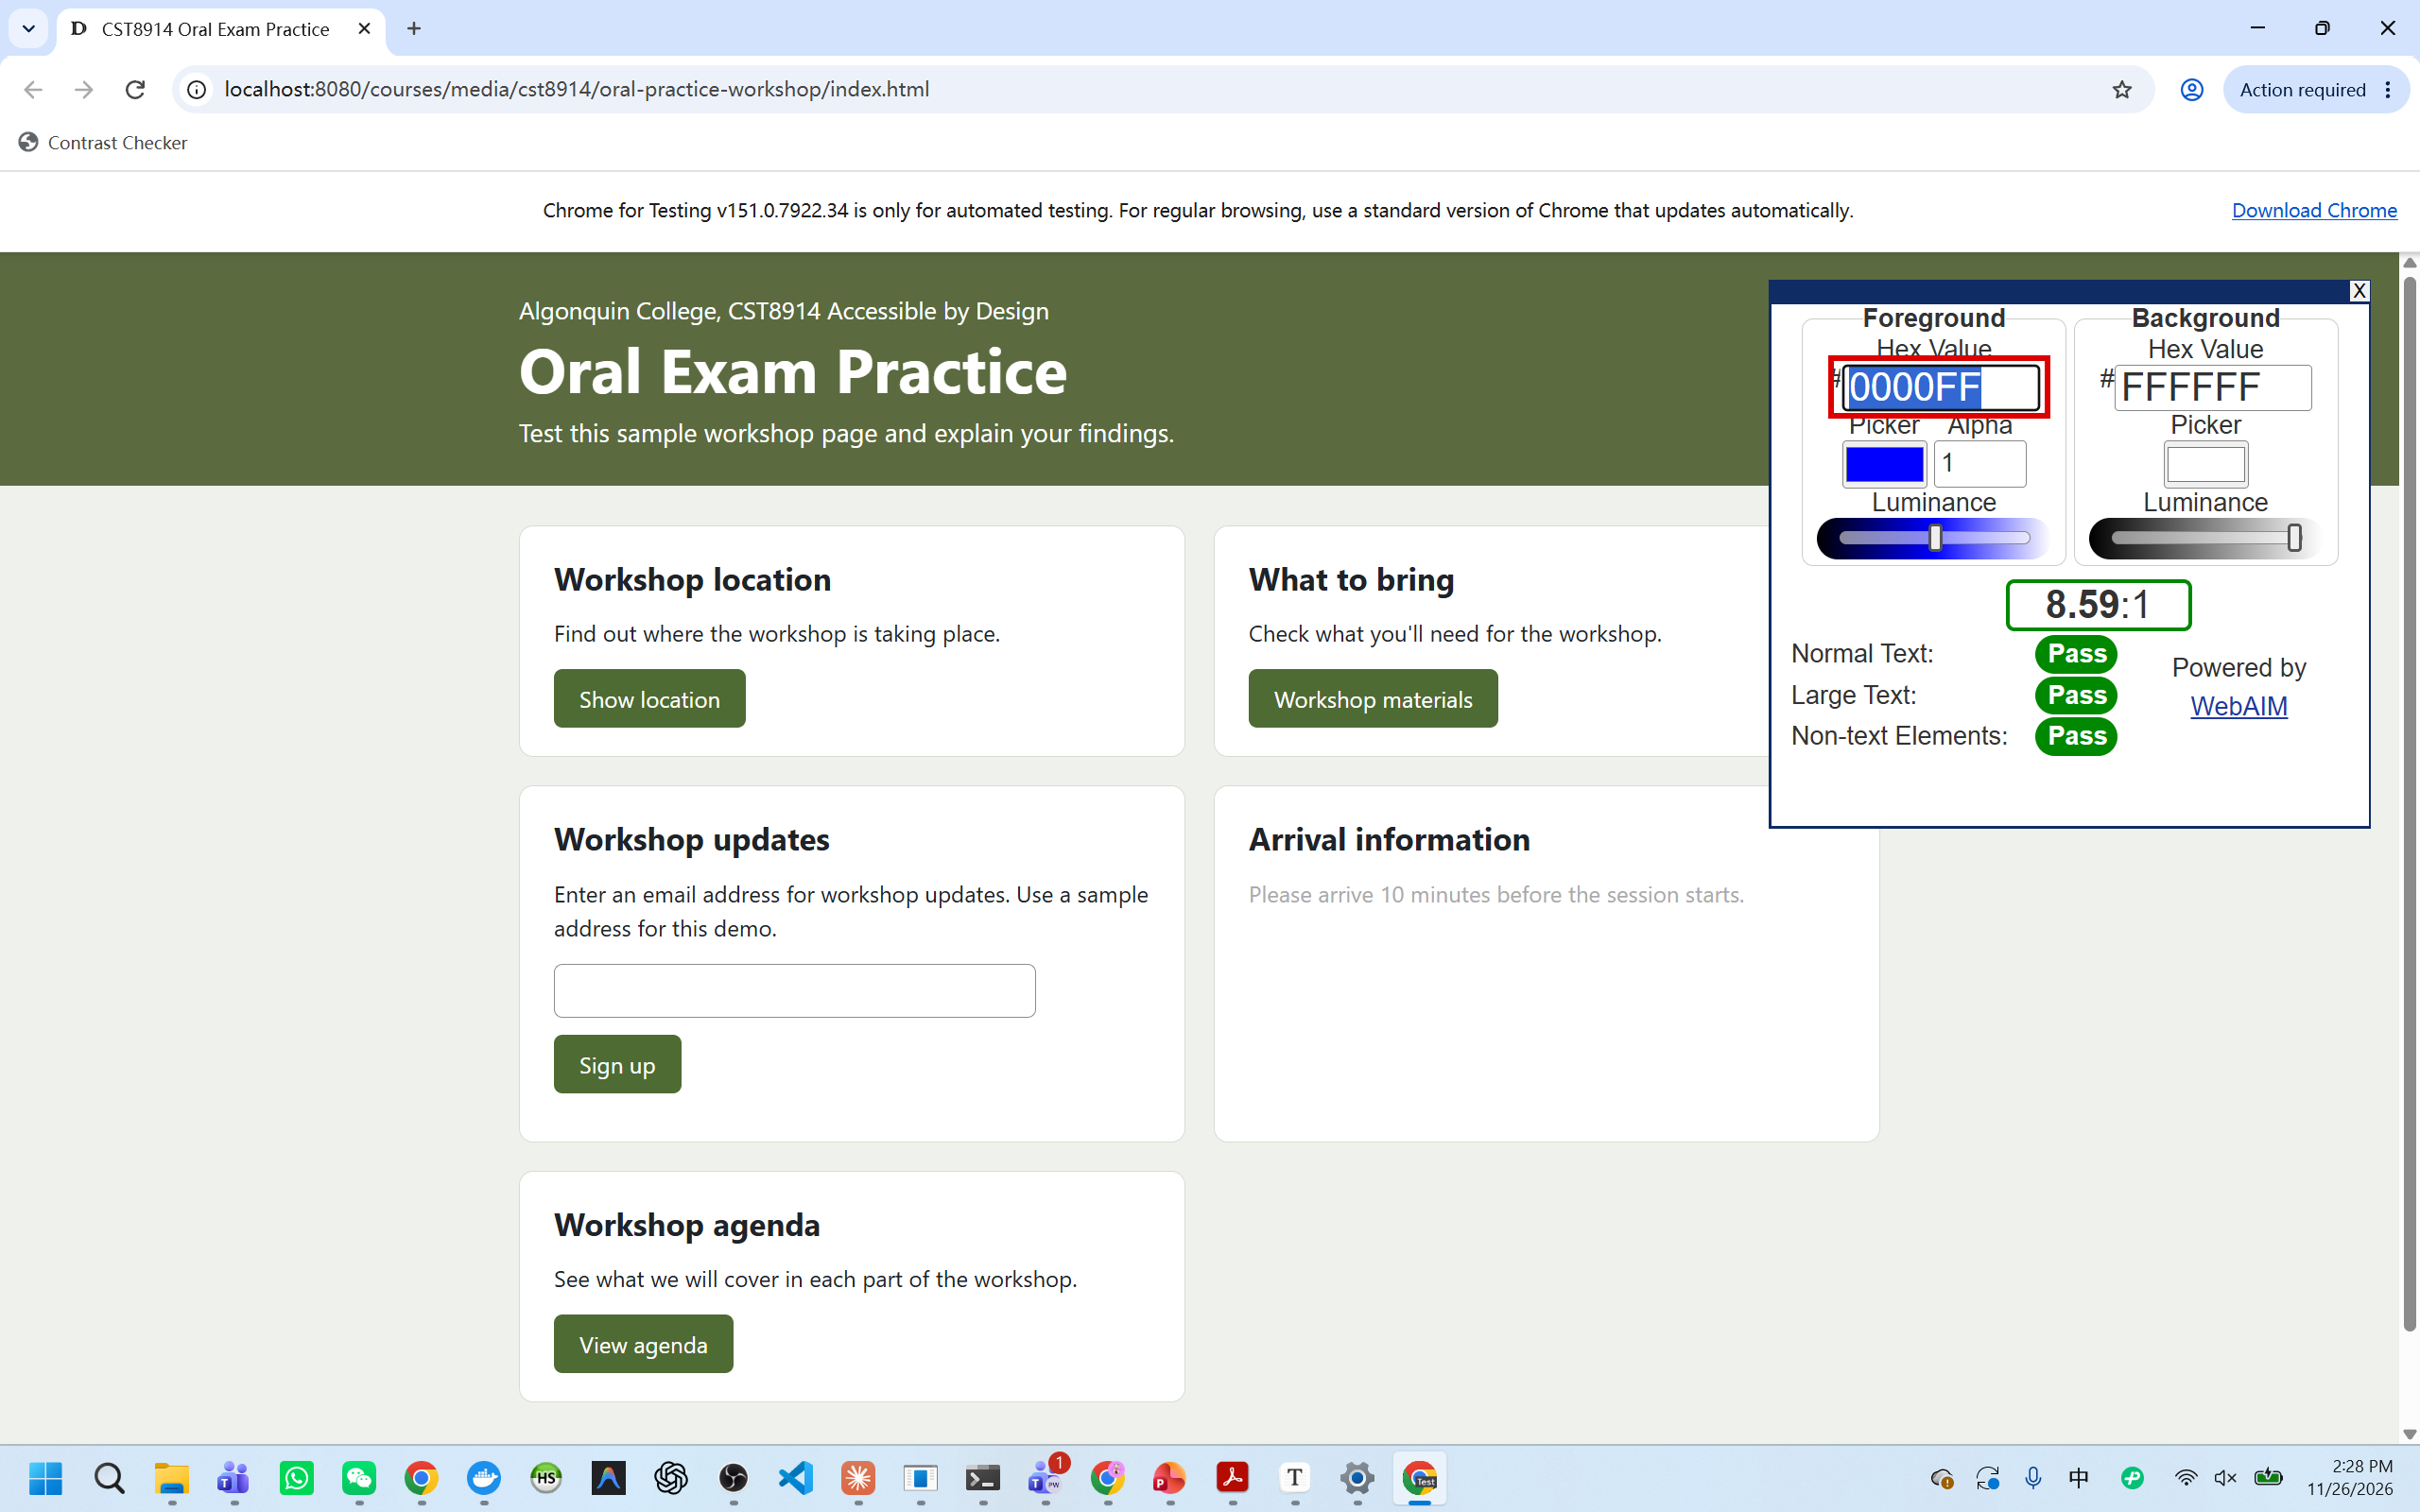 CST8914 Oral Exam Practice
localhost:8080/courses/media/cst8914/oral-practice-workshop/index.html
Action required
Contrast Checker
Chrome for Testing v151.0.7922.34 is only for automated testing. For regular browsing, use a standard version of Chrome that updates automatically.
Download Chrome
Algonquin College, CST8914 Accessible by Design
Oral Exam Practice
Test this sample workshop page and explain your findings.
X
Foreground
Hex Value
#0000FF
Picker Alpha
1
Luminance
Background
Hex Value
#FFFFFF
Picker
Luminance
8.59:1
Normal Text: Pass
Large Text: Pass
Non-text Elements: Pass
Powered by
WebAIM
Workshop location
Find out where the workshop is taking place.
Show location
What to bring
Check what you'll need for the workshop.
Workshop materials
Workshop updates
Enter an email address for workshop updates. Use a sample
address for this demo.
Sign up
Arrival information
Please arrive 10 minutes before the session starts.
Workshop agenda
See what we will cover in each part of the workshop.
View agenda
HS
1
PW
T
Test
中
2:28 PM
11/26/2026